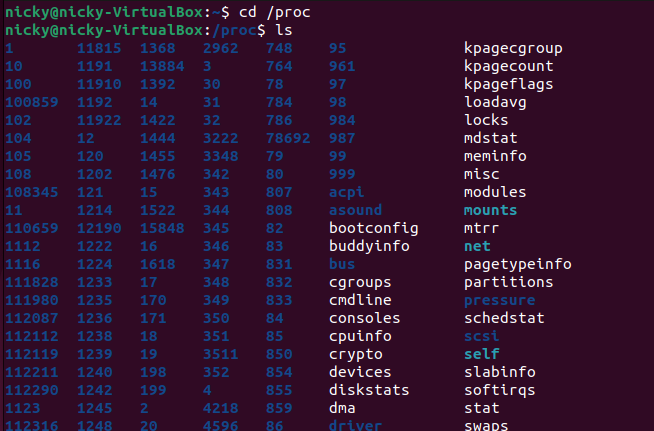 nicky@nicky-VirtualBox:~$ cd /proc
nicky@nicky-VirtualBox:/proc$ ls
1 11815 1368 2962 748 95 kpagecgroup
10 1191 13884 3 764 961 kpagecount
100 11910 1392 30 78 97 kpageflags
100859 1192 14 31 784 98 loadavg
102 11922 1422 32 786 984 locks
104 12 1444 3222 78692 987 mdstat
105 120 1455 3348 79 99 meminfo
108 1202 1476 342 80 999 misc
108345 121 15 343 807 acpi modules
11 1214 1522 344 808 asound mounts
110659 12190 15848 345 82 bootconfig mtrr
1112 1222 16 346 83 buddyinfo net
1116 1224 1618 347 831 bus pagetypeinfo
111828 1233 17 348 832 cgroups partitions
111980 1235 170 349 833 cmdline pressure
112087 1236 171 350 84 consoles schedstat
112112 1238 18 351 85 cpuinfo scsi
112119 1239 19 3511 850 crypto self
112211 1240 198 352 854 devices slabinfo
112290 1242 199 4 855 diskstats softirqs
1123 1245 2 4218 859 dma stat
112316 1248 20 4596 86 driver swaps